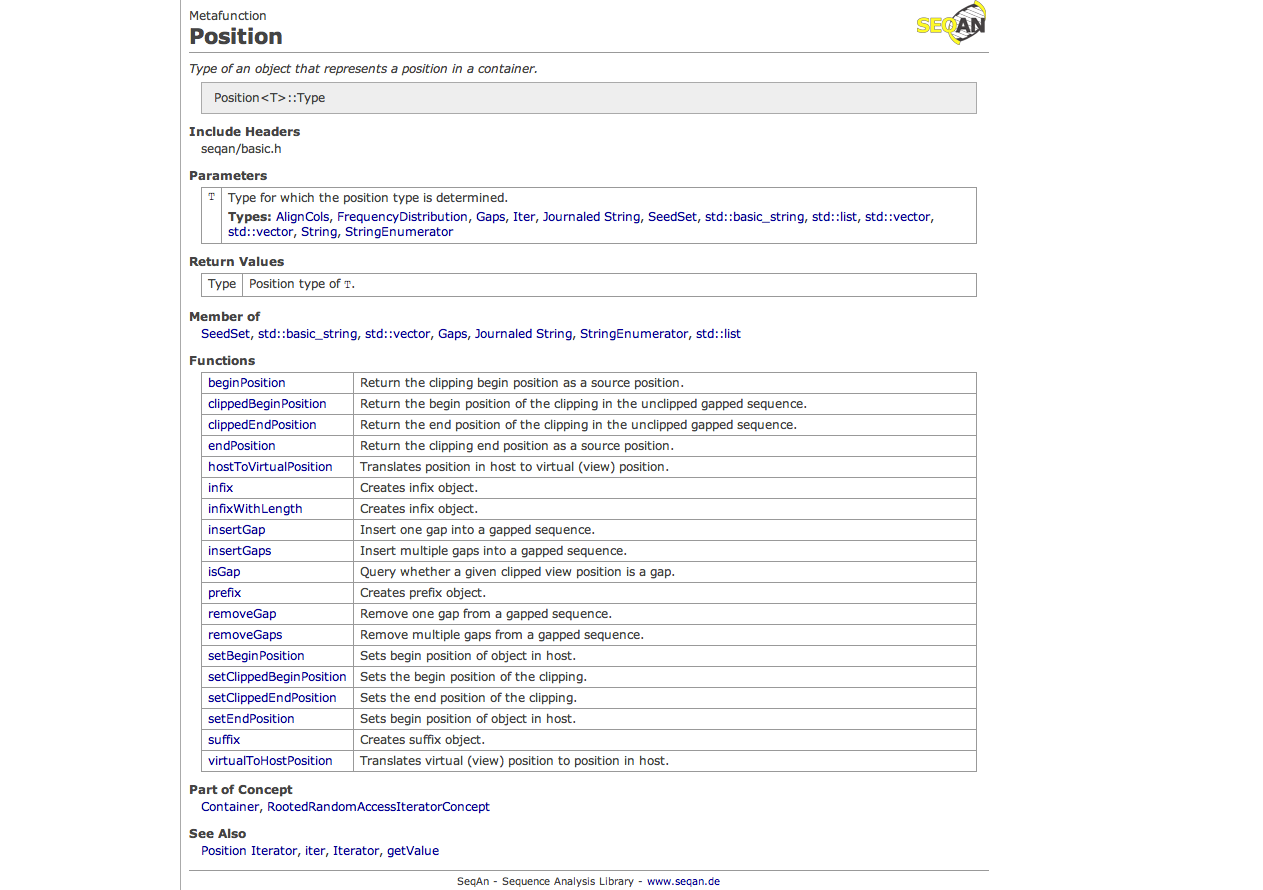 Metafunction
SEQAN
Position
Type of an object that represents a position in a container.
Position<T>::Type
Include Headers
seqan/basic.h
Parameters
T Type for which the position type is determined.
Types: AlignCols, FrequencyDistribution, Gaps, Iter, Journaled String, SeedSet, std::basic_string, std::list, std::vector,
std::vector, String, StringEnumerator
Return Values
Type Position type of T.
Member of
SeedSet, std::basic_string, std::vector, Gaps, Journaled String, StringEnumerator, std::list
Functions
beginPosition Return the clipping begin position as a source position.
clippedBeginPosition Return the begin position of the clipping in the unclipped gapped sequence.
clippedEndPosition Return the end position of the clipping in the unclipped gapped sequence.
endPosition Return the clipping end position as a source position.
hostToVirtualPosition Translates position in host to virtual (view) position.
infix Creates infix object.
infixWithLength Creates infix object.
insertGap Insert one gap into a gapped sequence.
insertGaps Insert multiple gaps into a gapped sequence.
isGap Query whether a given clipped view position is a gap.
prefix Creates prefix object.
removeGap Remove one gap from a gapped sequence.
removeGaps Remove multiple gaps from a gapped sequence.
setBeginPosition Sets begin position of object in host.
setClippedBeginPosition Sets the begin position of the clipping.
setClippedEndPosition Sets the end position of the clipping.
setEndPosition Sets begin position of object in host.
suffix Creates suffix object.
virtualToHostPosition Translates virtual (view) position to position in host.
Part of Concept
Container, RootedRandomAccessIteratorConcept
See Also
Position Iterator, iter, Iterator, getValue
SeqAn - Sequence Analysis Library - www.seqan.de